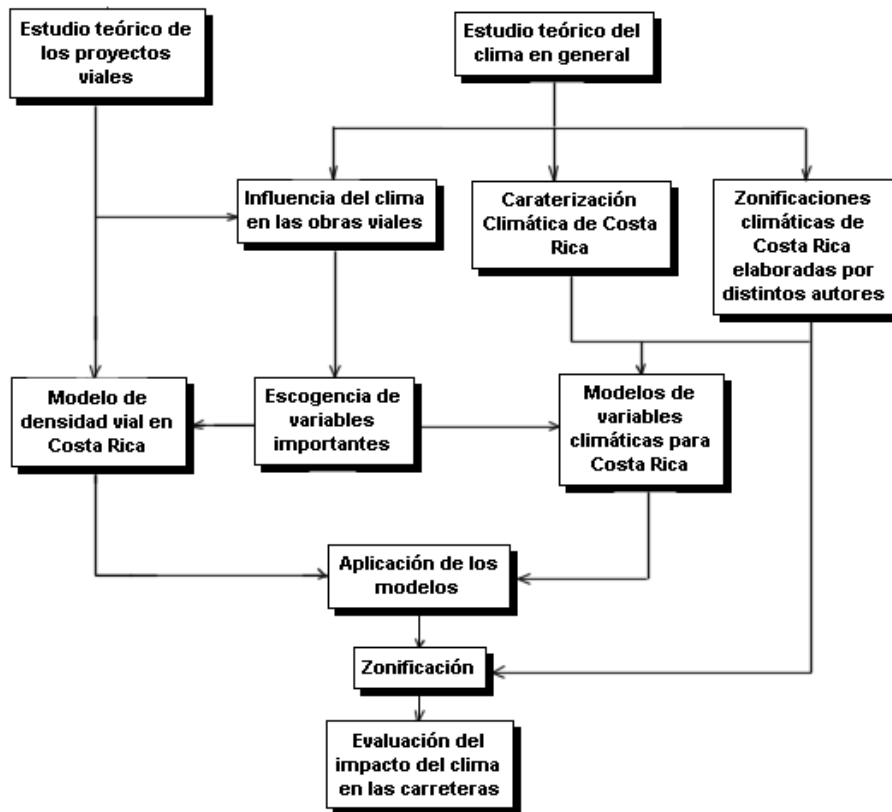 Estudio teórico de
los proyectos
viales
Estudio teórico del
clima en general
Influencia del clima
en las obras viales
Caraterización
Climática de Costa
Rica
Zonificaciones
climáticas de
Costa Rica
elaboradas por
distintos autores
Modelo de
densidad vial en
Costa Rica
Escogencia de
variables
importantes
Modelos de
variables
climáticas para
Costa Rica
Aplicación de los
modelos
Zonificación
Evaluación del
impacto del clima
en las carreteras